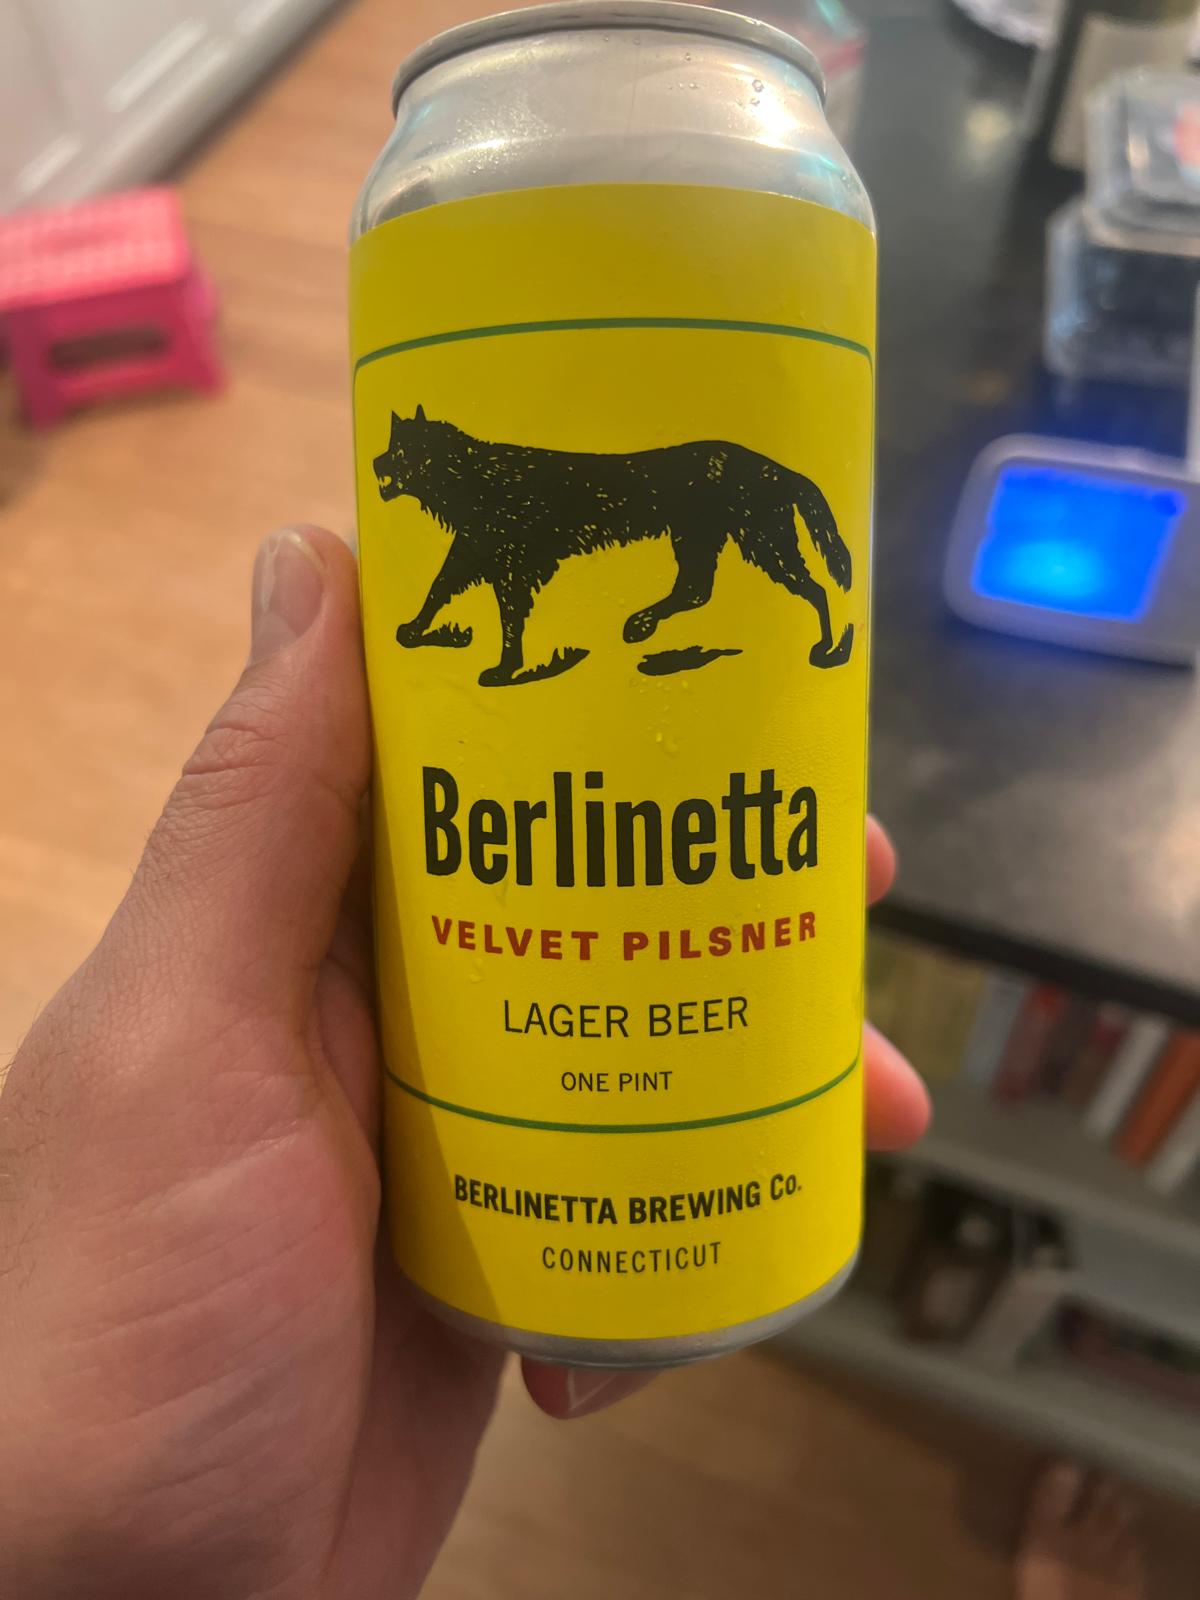 Berlinetta
VELVET PILSNER
LAGER BEER
ONE PINT
BERLINETTA BREWING Co.
CONNECTICUT